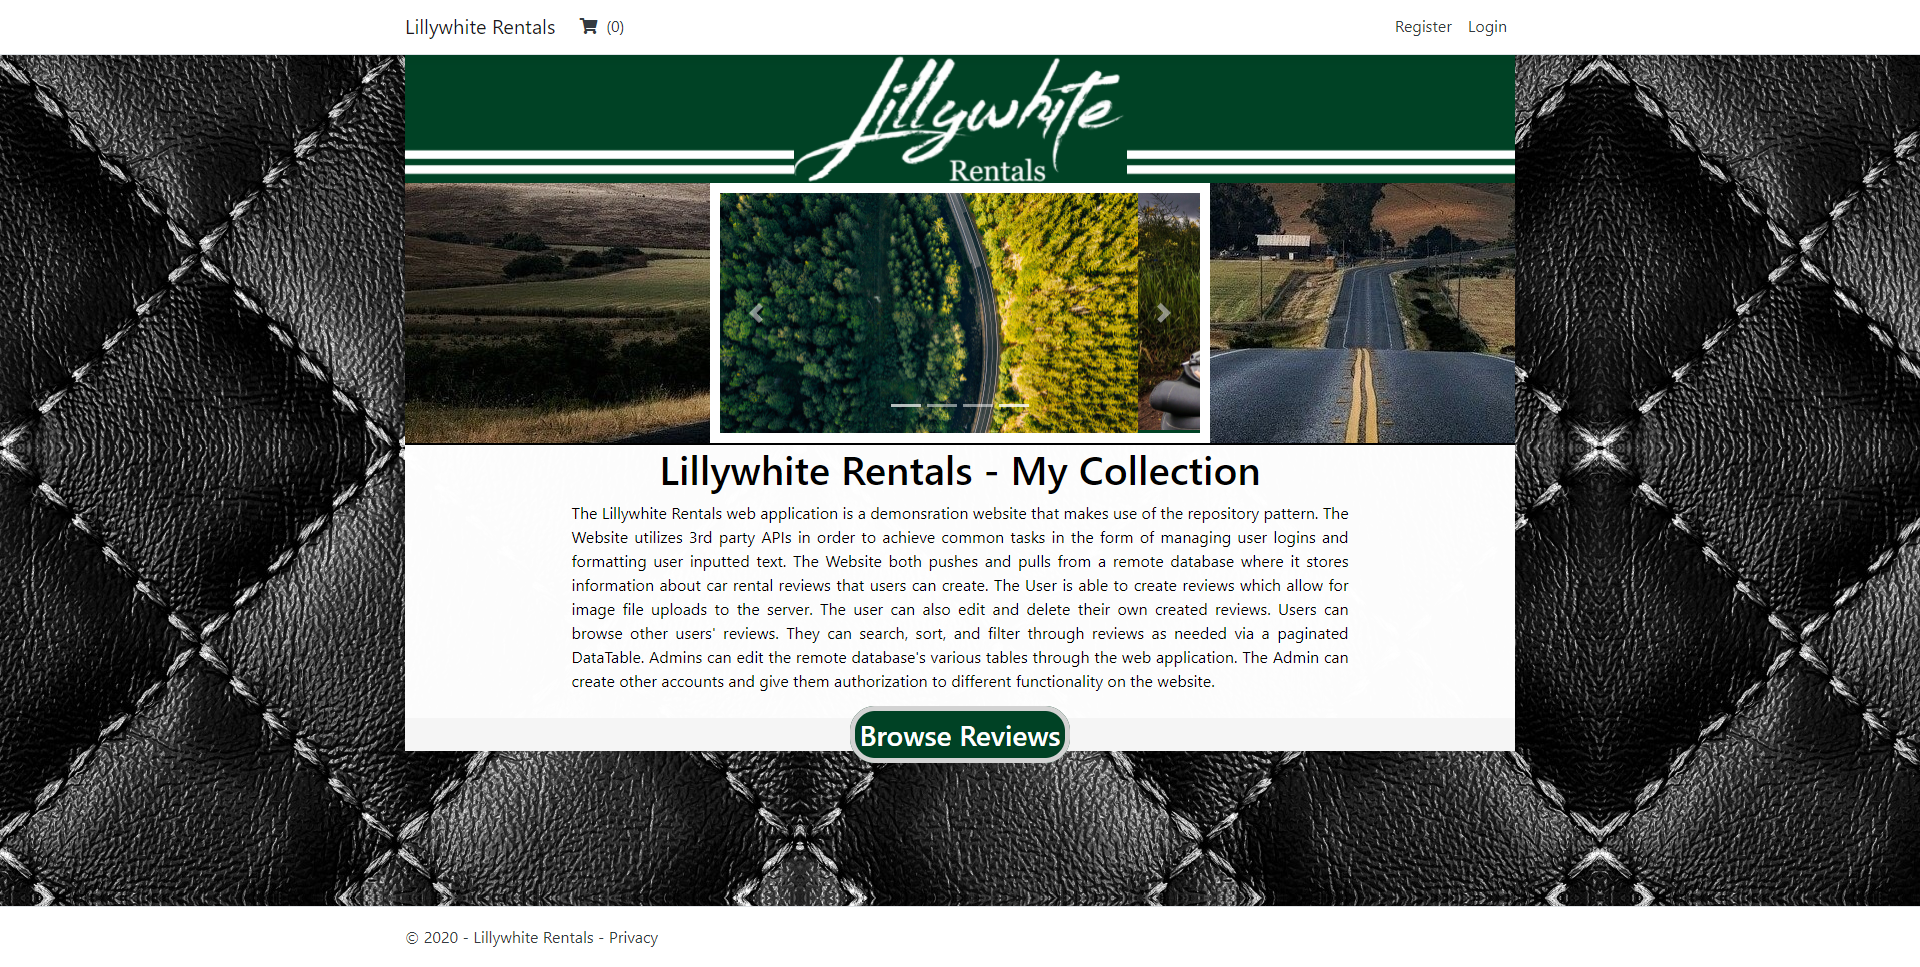 Lillywhite Rentals (0) Register Login
Lillywhite
Rentals
Lillywhite Rentals - My Collection
The Lillywhite Rentals web application is a demonsration website that makes use of the repository pattern. The
Website utilizes 3rd party APIs in order to achieve common tasks in the form of managing user logins and
formatting user inputted text. The Website both pushes and pulls from a remote database where it stores
information about car rental reviews that users can create. The User is able to create reviews which allow for
image file uploads to the server. The user can also edit and delete their own created reviews. Users can
browse other users' reviews. They can search, sort, and filter through reviews as needed via a paginated
DataTable. Admins can edit the remote database's various tables through the web application. The Admin can
create other accounts and give them authorization to different functionality on the website.
Browse Reviews
© 2020 - Lillywhite Rentals - Privacy